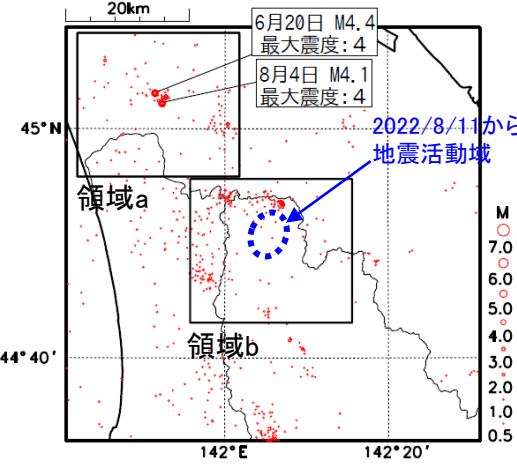 20km
6月20日 M4.4
最大震度:4
8月4日 M4.1
最大震度:4
45°N
2022/8/11から
地震活動域
領域a
領域b
44°40'
142°E
142°20'
M
7.0
6.0
5.0
4.0
3.0
2.0
1.0
0.5